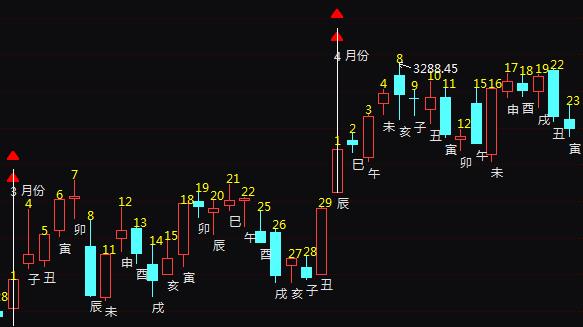 28
3 月份
1
4
子
5
丑
6
寅
7
卯
8
辰
11
未
12
申
13
酉
14
戌
15
亥
18
寅
19
卯
20
辰
21
巳
22
午
25
酉
26
戌
27
亥
28
子
29
丑
4 月份
1
辰
2
巳
3
午
4
未
8
3288.45
亥
9
子
10
丑
11
寅
12
卯
15
午
16
未
17
申
18
酉
19
戌
22
丑
23
寅